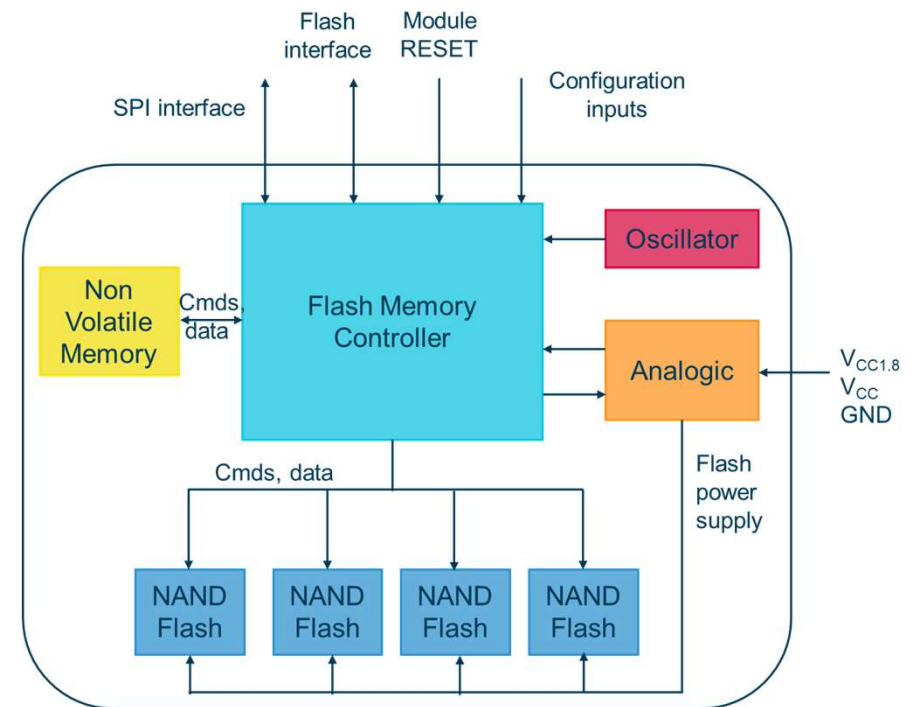 Flash
interface
Module
RESET
Configuration
inputs
SPI interface
Oscillator
Non
Volatile
Memory
Cmds,
data
Flash Memory
Controller
Analogic
VCC1.8
VCC
GND
Cmds, data
Flash
power
supply
NAND
Flash
NAND
Flash
NAND
Flash
NAND
Flash